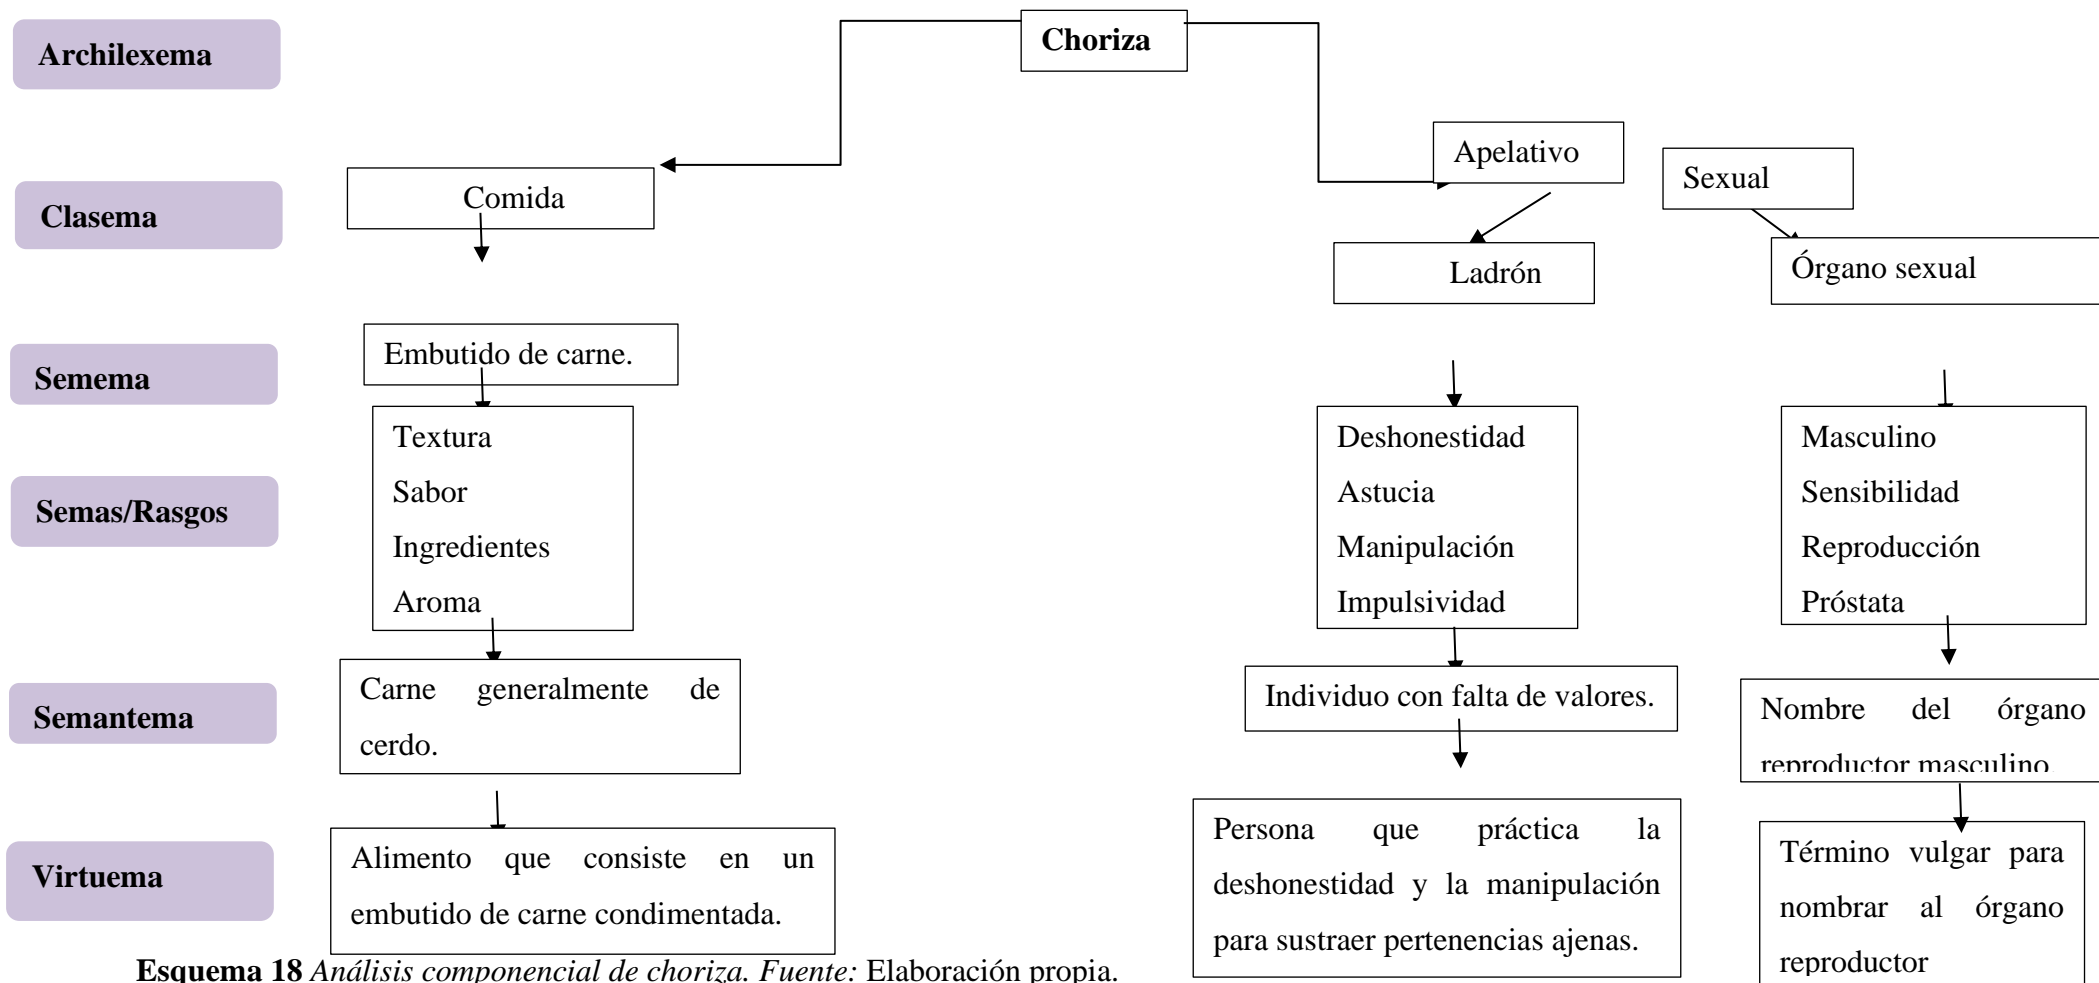 Archilexema
Choriza
Clasema
Comida
Apelativo
Sexual
Ladrón
Órgano sexual
Semema
Embutido de carne.
Semas/Rasgos
Textura
Sabor
Ingredientes
Aroma
Deshonestidad
Astucia
Manipulación
Impulsividad
Masculino
Sensibilidad
Reproducción
Próstata
Semantema
Carne generalmente de
cerdo.
Individuo con falta de valores.
Nombre del órgano
reproductor masculino
Virtuema
Alimento que consiste en un
embutido de carne condimentada.
Persona que práctica la
deshonestidad y la manipulación
para sustraer pertenencias ajenas.
Término vulgar para
nombrar al órgano
reproductor
Esquema 18 Análisis componencial de choriza. Fuente: Elaboración propia.